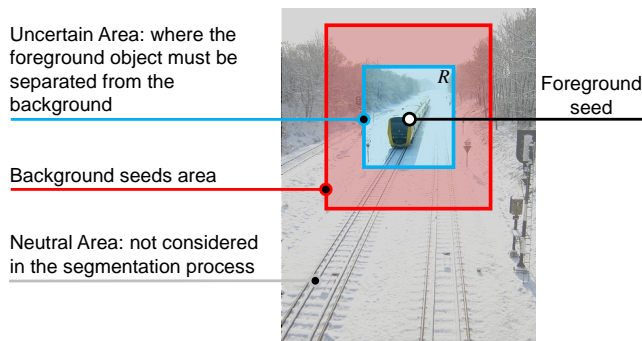 Uncertain Area: where the
foreground object must be
separated from the
background
R
Foreground
seed
Background seeds area
Neutral Area: not considered
in the segmentation process